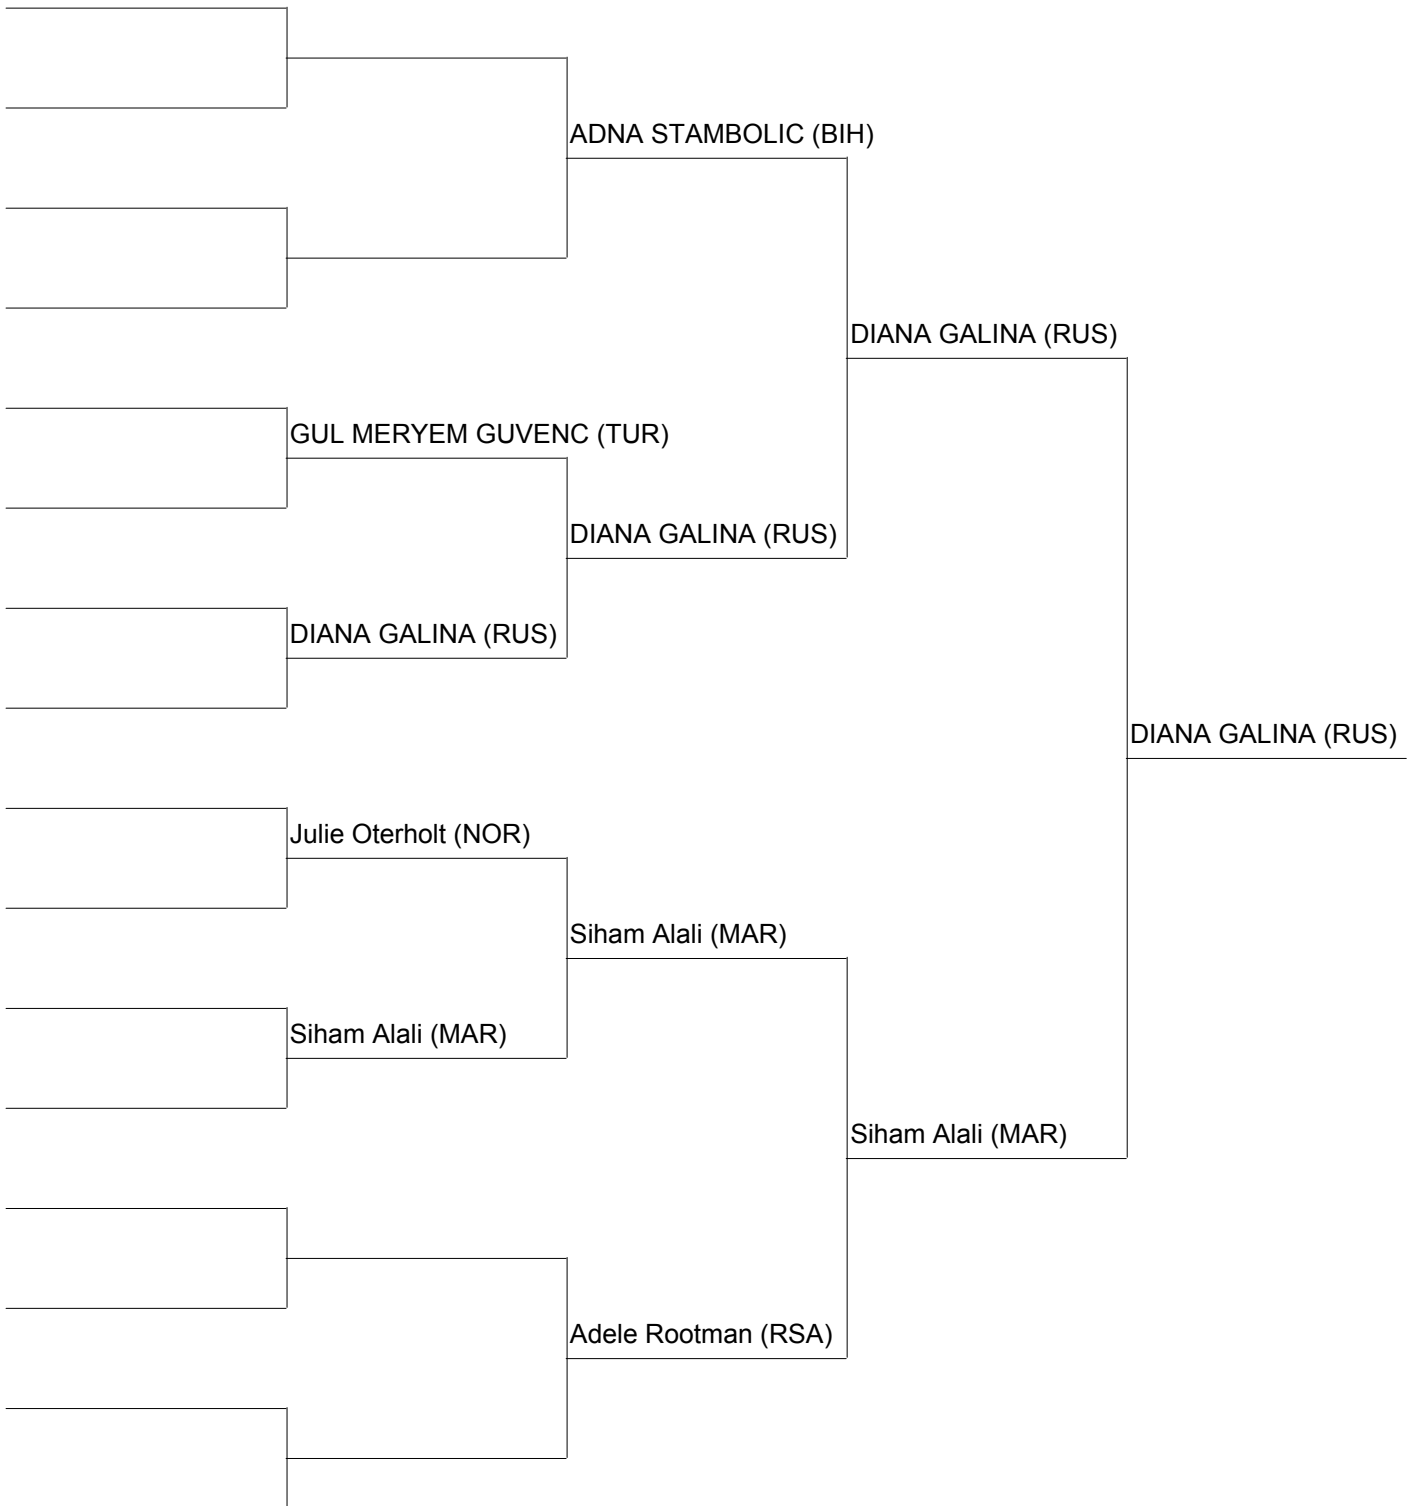 ADNA STAMBOLIC (BIH)
DIANA GALINA (RUS)
GUL MERYEM GUVENC (TUR)
DIANA GALINA (RUS)
DIANA GALINA (RUS)
DIANA GALINA (RUS)
Julie Oterholt (NOR)
Siham Alali (MAR)
Siham Alali (MAR)
Siham Alali (MAR)
Adele Rootman (RSA)